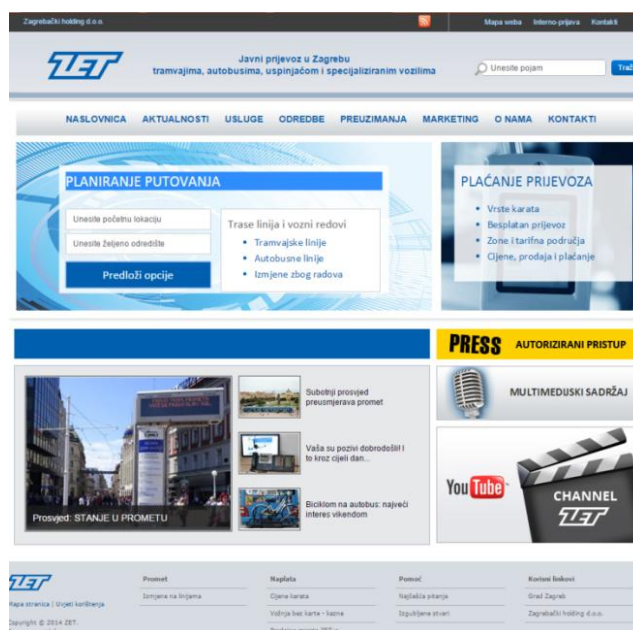 Zagrebački holding d.o.o.
Mapa weba Interno-prijava Kontakti
ZET
Javni prijevoz u Zagrebu
tramvajima, autobusima, uspinjačom i specijaliziranim vozilima
Unesite pojam
Traž
NASLOVNICA AKTUALNOSTI USLUGE ODREDBE PREUZIMANJA MARKETING O NAMA KONTAKTI
PLANIRANJE PUTOVANJA
Unesite početnu lokaciju
Unesite željeno odredište
Predloži opcije
Trase linija i vozni redovi
Tramvajske linije
Autobusne linije
Izmjene zbog radova
PLAĆANJE PRIJEVOZA
Vrste karata
Besplatan prijevoz
Zone i tarifna područja
Cijene, prodaja i plaćanje
PRESS AUTORIZIRANI PRISTUP
MULTIMEDIJSKI SADRŽAJ
YouTube
CHANNEL
ZET
Prosvjed: STANJE U PROMETU
Subotnji prosvjed
preusmjerava promet
Vaša su pozivi dobrodošli! I
to kroz cijeli dan...
Biciklom na autobus: najveći
interes vikendom
ZET
Mapa stranica | Uvjeti korištenja
Copyright © 2014 ZET.
Promet
Izmjene na linijama
Naplata
Cijene karata
Vožnja bez karte - kazne
Pomoć
Najčešća pitanja
Izgubljene stvari
Korisni linkovi
Grad Zagreb
Zagrebački holding d.o.o.